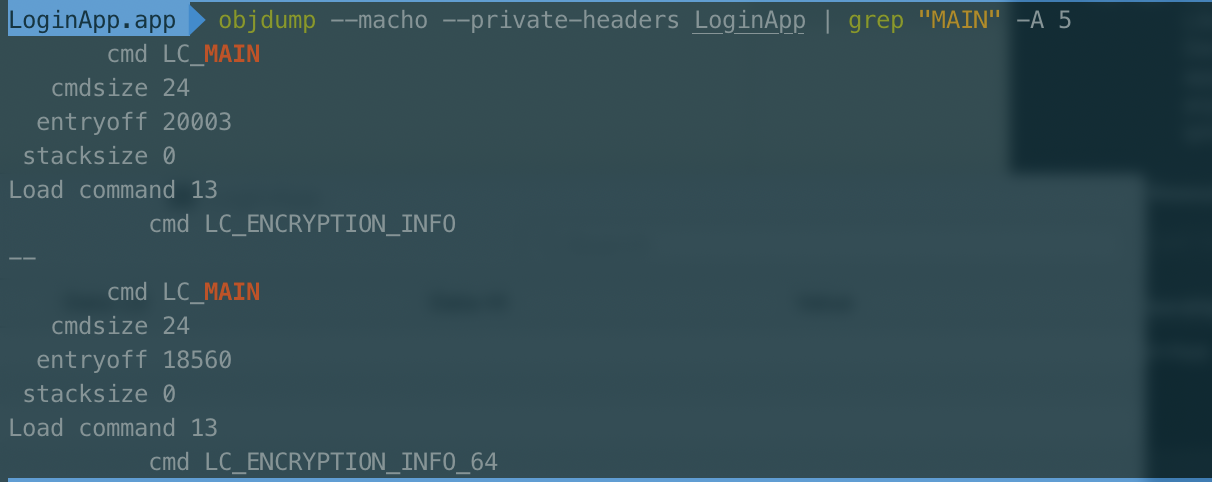 LoginApp.app objdump --macho --private-headers LoginApp | grep "MAIN" -A 5
cmd LC_MAIN
cmdsize 24
entryoff 20003
stacksize 0
Load command 13
cmd LC_ENCRYPTION_INFO
--
cmd LC_MAIN
cmdsize 24
entryoff 18560
stacksize 0
Load command 13
cmd LC_ENCRYPTION_INFO_64